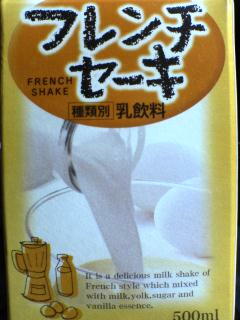 フレンチ
セーキ
FRENCH
SHAKE
種類別 乳飲料
It is a delicious milk shake of
French style which mixed
with milk,yolk,sugar and
vanilla essence.
500ml